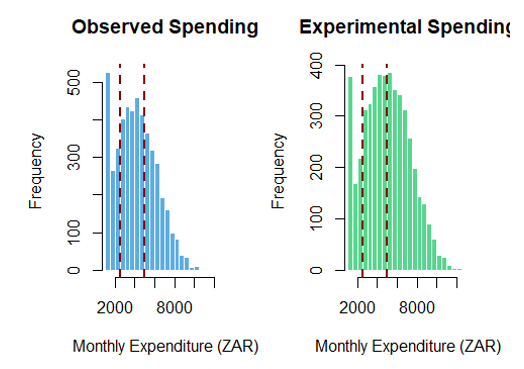 Observed Spending
Frequency
0
100
300
500
2000
8000
Monthly Expenditure (ZAR)
Experimental Spending
Frequency
0
100
200
300
400
2000
8000
Monthly Expenditure (ZAR)